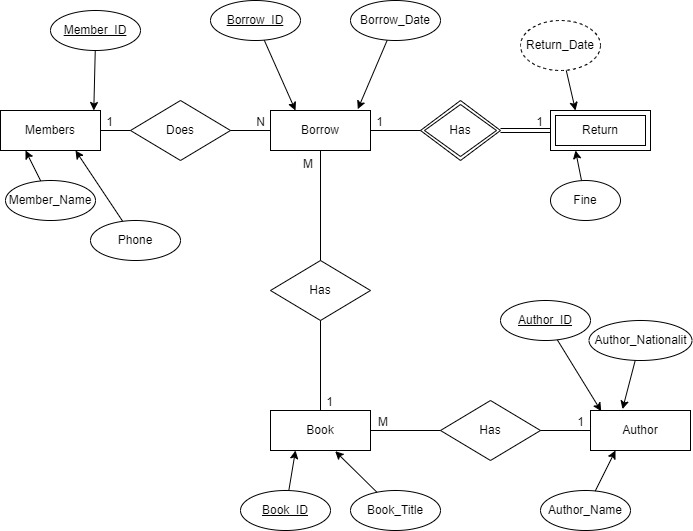 Member_ID
Borrow_ID
Borrow_Date
Return_Date
Members
1
Does
N
Borrow
1
Has
1
Return
M
Member_Name
Phone
Fine
Has
Author_ID
Author_Nationalit
1
Book
M
Has
1
Author
Book_ID
Book_Title
Author_Name